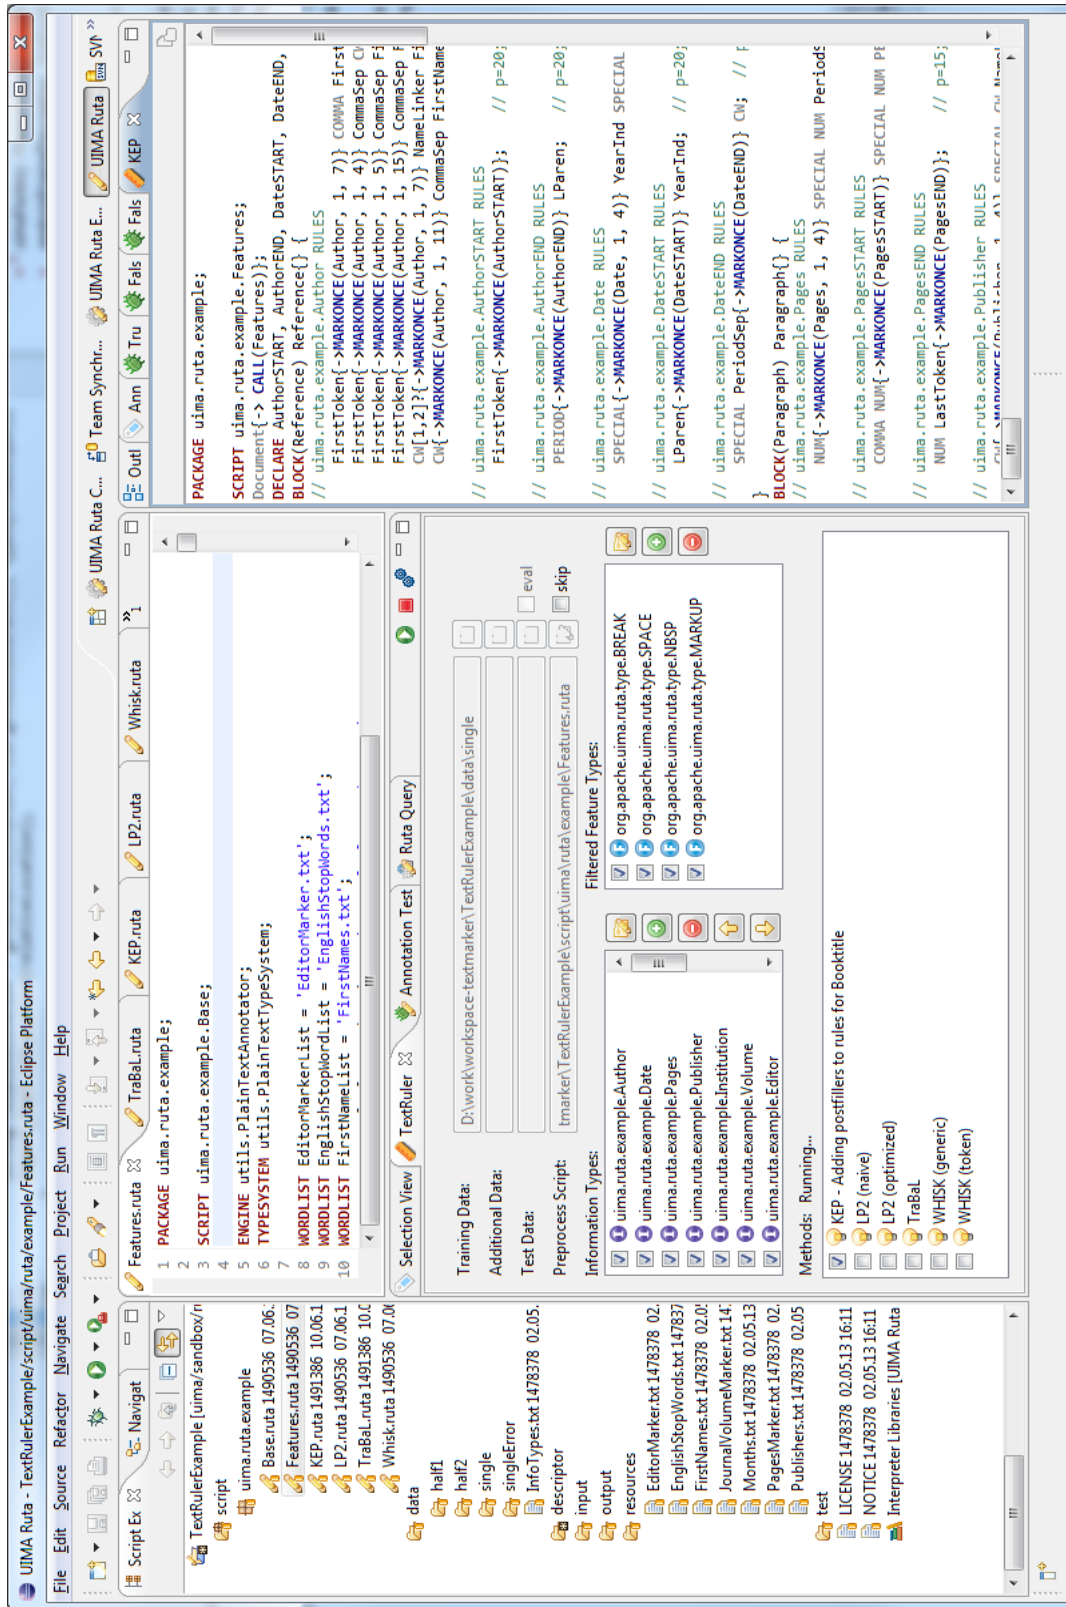 UIMA Ruta - TextRulerExample/script/uima/ruta/example/Features.ruta - Eclipse Platform
File Edit Source Refactor Navigate Search Project Run Window Help
UIMA Ruta C... Team Synchr... UIMA Ruta E... UIMA Ruta SVN »
Script Ex Navigat
TextRulerExample [uima/sandbox/ru
script
uima.ruta.example
Base.ruta 1490536 07.06.
Features.ruta 1490536 07
KEP.ruta 1491386 10.06.1
LP2.ruta 1490536 07.06.1
TraBaL.ruta 1491386 10.0
Whisk.ruta 1490536 07.06
data
half1
half2
single
singleError
InfoTypes.txt 1478378 02.05.
descriptor
input
output
resources
EditorMarker.txt 1478378 02.
EnglishStopWords.txt 147837
FirstNames.txt 1478378 02.05
JournalVolumeMarker.txt 147
Months.txt 1478378 02.05.13
PagesMarker.txt 1478378 02.
Publishers.txt 1478378 02.05
test
LICENSE 1478378 02.05.13 16:11
NOTICE 1478378 02.05.13 16:11
Interpreter Libraries [UIMA Ruta
Features.ruta TraBaL.ruta KEP.ruta LP2.ruta Whisk.ruta »1
1 PACKAGE uima.ruta.example;
2
3 SCRIPT uima.ruta.example.Base;
4
5 ENGINE utils.PlainTextAnnotator;
6 TYPESYSTEM utils.PlainTextTypeSystem;
7
8 WORDLIST EditorMarkerList = 'EditorMarker.txt';
9 WORDLIST EnglishStopWordList = 'EnglishStopWords.txt';
10 WORDLIST FirstNameList = 'FirstNames.txt';
Selection View TextRuler Annotation Test Ruta Query
Training Data: D:\work\workspace-textmarker\TextRulerExample\data\single
Additional Data:
Test Data: eval
Preprocess Script: tmarker\TextRulerExample\script\uima\ruta\example\Features.ruta skip
Information Types:
uima.ruta.example.Author
uima.ruta.example.Date
uima.ruta.example.Pages
uima.ruta.example.Publisher
uima.ruta.example.Institution
uima.ruta.example.Volume
uima.ruta.example.Editor
Filtered Feature Types:
org.apache.uima.ruta.type.BREAK
org.apache.uima.ruta.type.SPACE
org.apache.uima.ruta.type.NBSP
org.apache.uima.ruta.type.MARKUP
Methods: Running...
KEP - Adding postfillers to rules for Booktitle
LP2 (naive)
LP2 (optimized)
TraBaL
WHISK (generic)
WHISK (token)
Outl Ann Tru Fals Fals KEP
PACKAGE uima.ruta.example;
SCRIPT uima.ruta.example.Features;
Document{-> CALL(Features)};
DECLARE AuthorSTART, AuthorEND, DateSTART, DateEND,
BLOCK(Reference) Reference{} {
// uima.ruta.example.Author RULES
FirstToken{->MARKONCE(Author, 1, 7)} COMMA First
FirstToken{->MARKONCE(Author, 1, 4)} CommaSep CW
FirstToken{->MARKONCE(Author, 1, 5)} CommaSep Fi
FirstToken{->MARKONCE(Author, 1, 15)} CommaSep F
CW[1,2]?{->MARKONCE(Author, 1, 7)} NameLinker Fi
CW{->MARKONCE(Author, 1, 11)} CommaSep FirstName
// uima.ruta.example.AuthorSTART RULES
FirstToken{->MARKONCE(AuthorSTART)}; // p=20;
// uima.ruta.example.AuthorEND RULES
PERIOD{->MARKONCE(AuthorEND)} LParen; // p=20;
// uima.ruta.example.Date RULES
SPECIAL{->MARKONCE(Date, 1, 4)} YearInd SPECIAL
// uima.ruta.example.DateSTART RULES
LParen{->MARKONCE(DateSTART)} YearInd; // p=20;
// uima.ruta.example.DateEND RULES
SPECIAL PeriodSep{->MARKONCE(DateEND)} CW; // p
}
BLOCK(Paragraph) Paragraph{} {
// uima.ruta.example.Pages RULES
NUM{->MARKONCE(Pages, 1, 4)} SPECIAL NUM PeriodS
// uima.ruta.example.PagesSTART RULES
COMMA NUM{->MARKONCE(PagesSTART)} SPECIAL NUM PE
// uima.ruta.example.PagesEND RULES
NUM LastToken{->MARKONCE(PagesEND)}; // p=15;
// uima.ruta.example.Publisher RULES